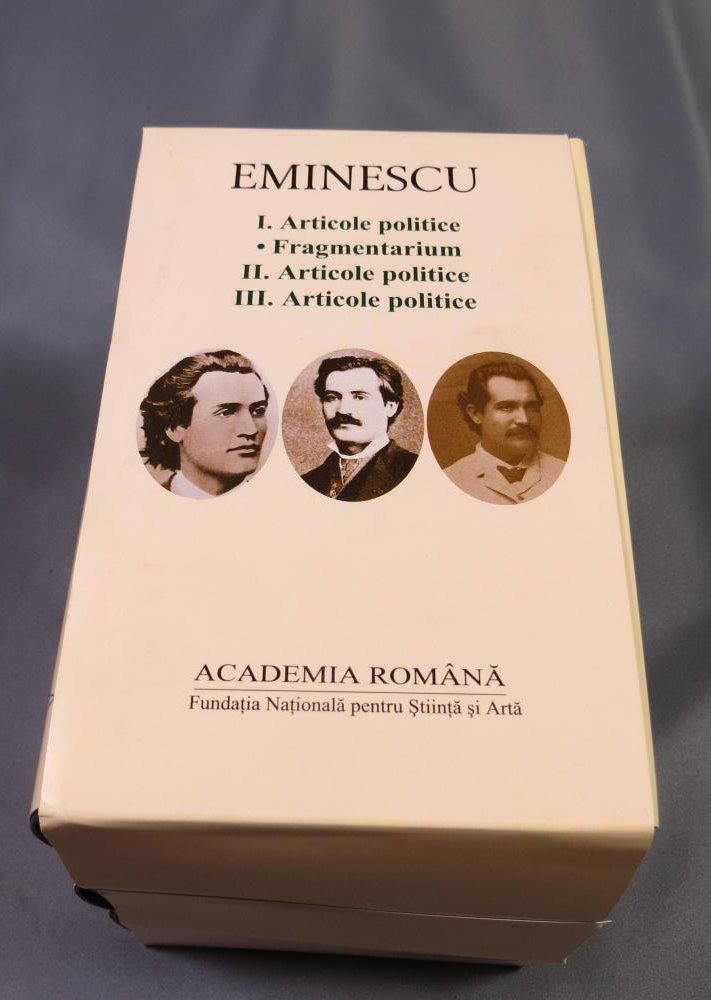 EMINESCU
I. Articole politice
• Fragmentarium
II. Articole politice
III. Articole politice
ACADEMIA ROMÂNĂ
Fundația Națională pentru Știință și Artă